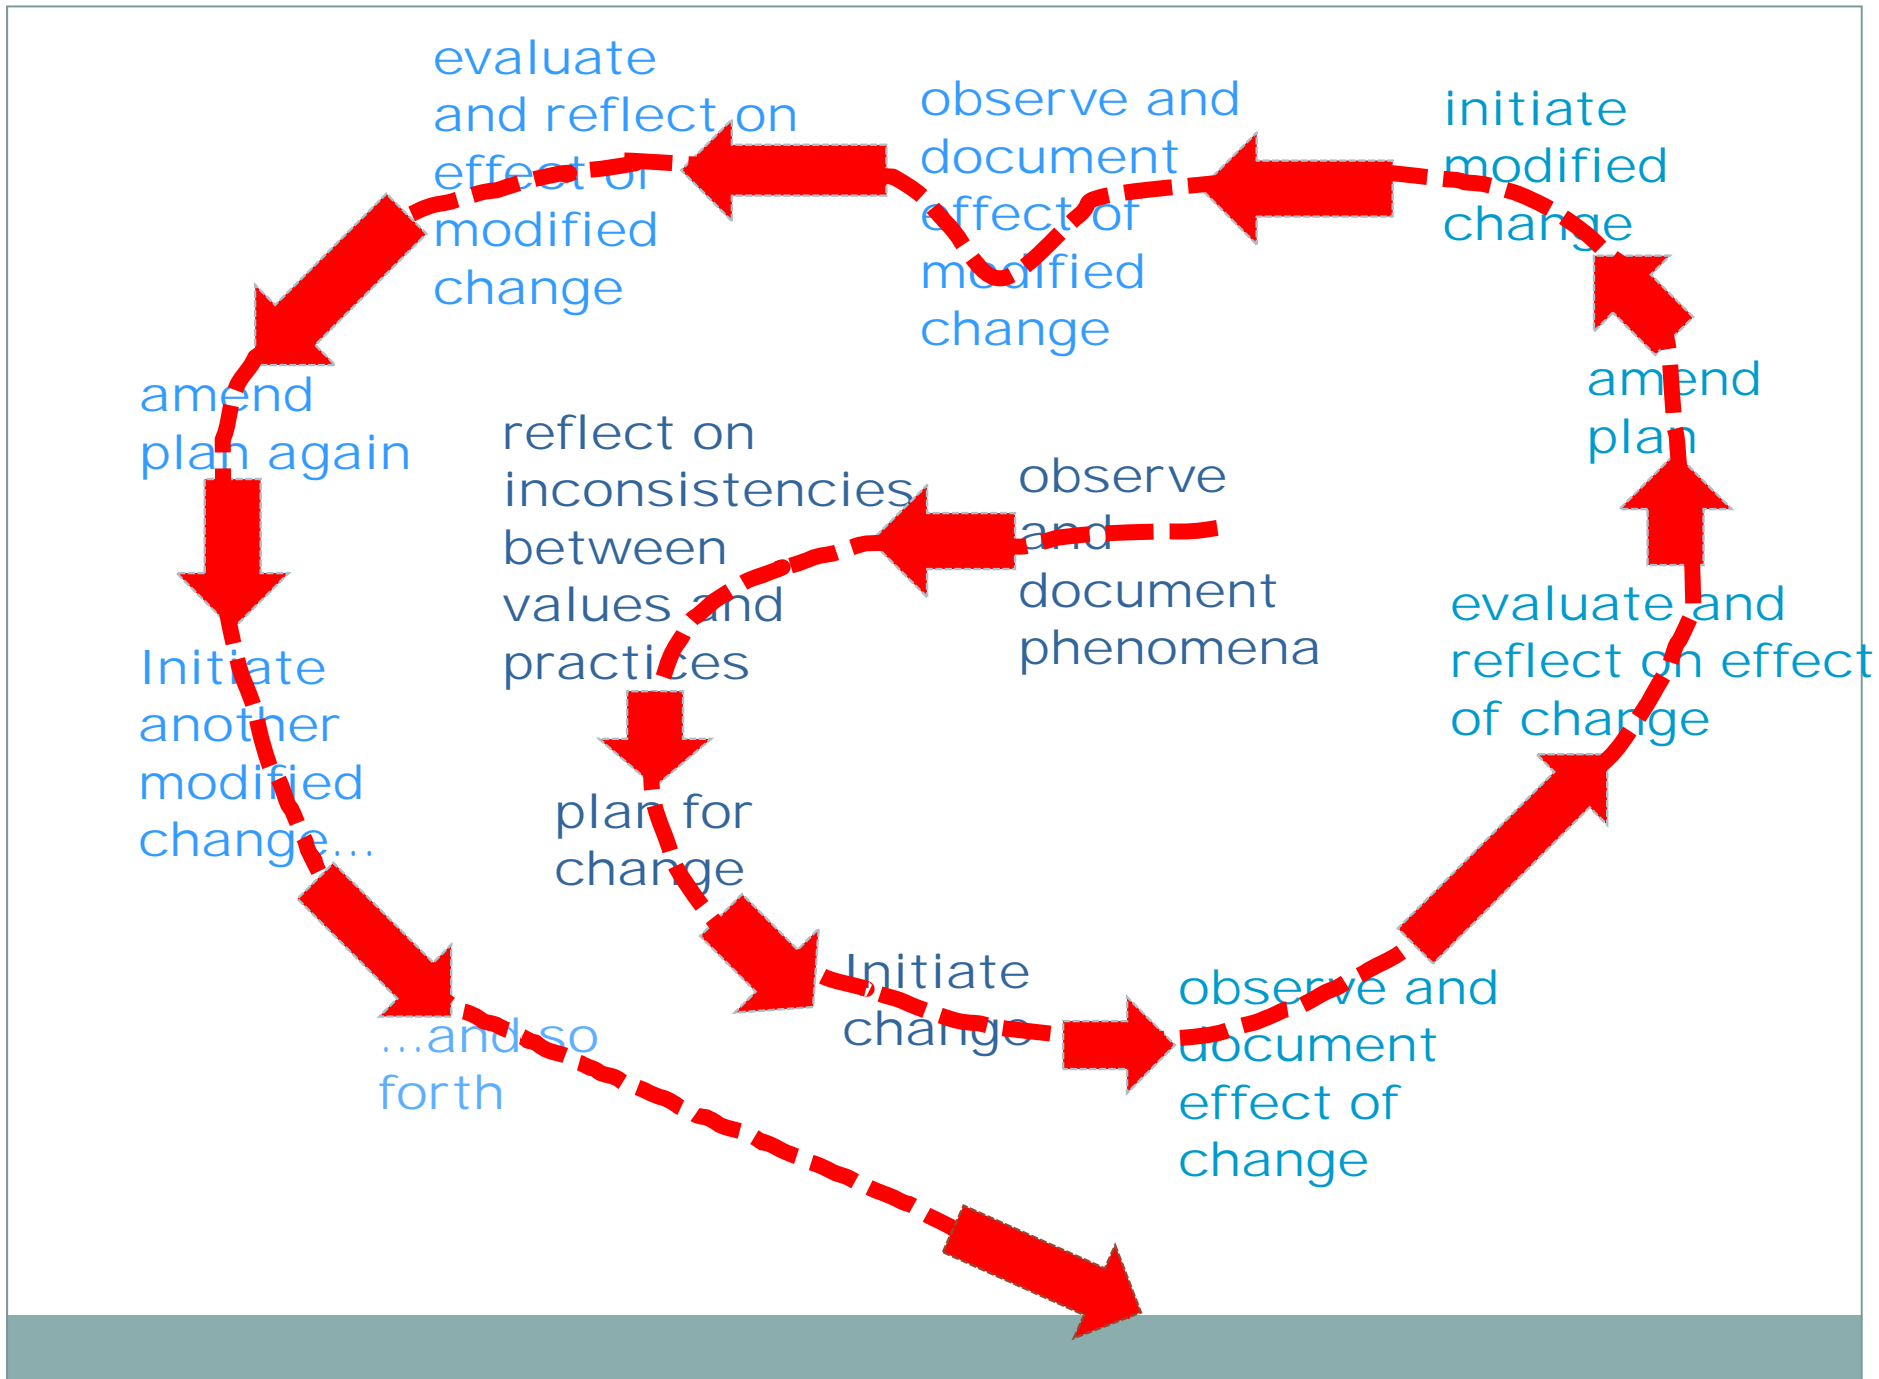 observe
and
document
phenomena
reflect on
inconsistencies
between
values and
practices
plan for
change
Initiate
change
observe and
document
effect of
change
evaluate and
reflect on effect
of change
amend
plan
initiate
modified
change
observe and
document
effect of
modified
change
evaluate
and reflect on
effect of
modified
change
amend
plan again
Initiate
another
modified
change...
...and so
forth